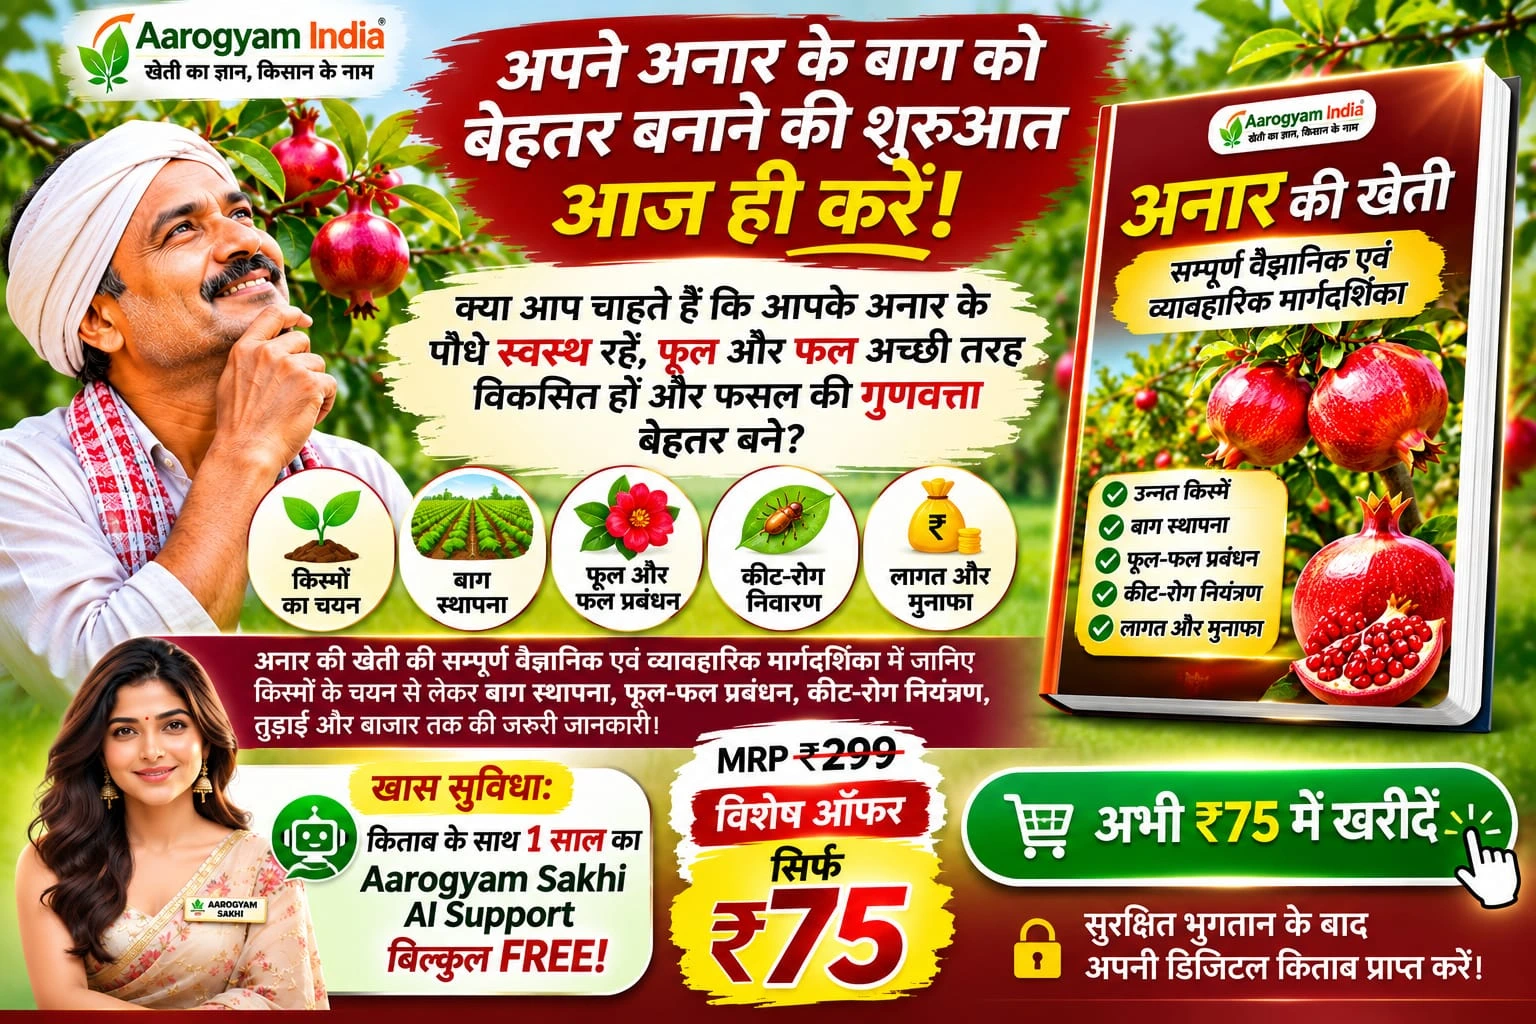 Aarogyam India
खेती का ज्ञान, किसान के नाम
अपने अनार के बाग को
बेहतर बनाने की शुरुआत
आज ही करें!
क्या आप चाहते हैं कि आपके अनार के
पौधे स्वस्थ रहें, फूल और फल अच्छी तरह
विकसित हों और फसल की गुणवत्ता
बेहतर बने?
किस्मों
का चयन
बाग
स्थापना
फूल और
फल प्रबंधन
कीट-रोग
निवारण
लागत और
मुनाफा
Aarogyam India
खेती का ज्ञान, किसान के नाम
अनार की खेती
सम्पूर्ण वैज्ञानिक एवं
व्यावहारिक मार्गदर्शिका
उन्नत किस्में
बाग स्थापना
फूल-फल प्रबंधन
कीट-रोग नियंत्रण
लागत और मुनाफा
अनार की खेती की सम्पूर्ण वैज्ञानिक एवं व्यावहारिक मार्गदर्शिका में जानिए
किस्मों के चयन से लेकर बाग स्थापना, फूल-फल प्रबंधन, कीट-रोग नियंत्रण,
तुड़ाई और बाजार तक की जरुरी जानकारी!
AAROGYAM
SAKHI
खास सुविधा:
किताब के साथ 1 साल का
Aarogyam Sakhi
AI Support
बिल्कुल FREE!
MRP ₹299
विशेष ऑफर
सिर्फ
₹75
अभी ₹75 में खरीदें
सुरक्षित भुगतान के बाद
अपनी डिजिटल किताब प्राप्त करें!